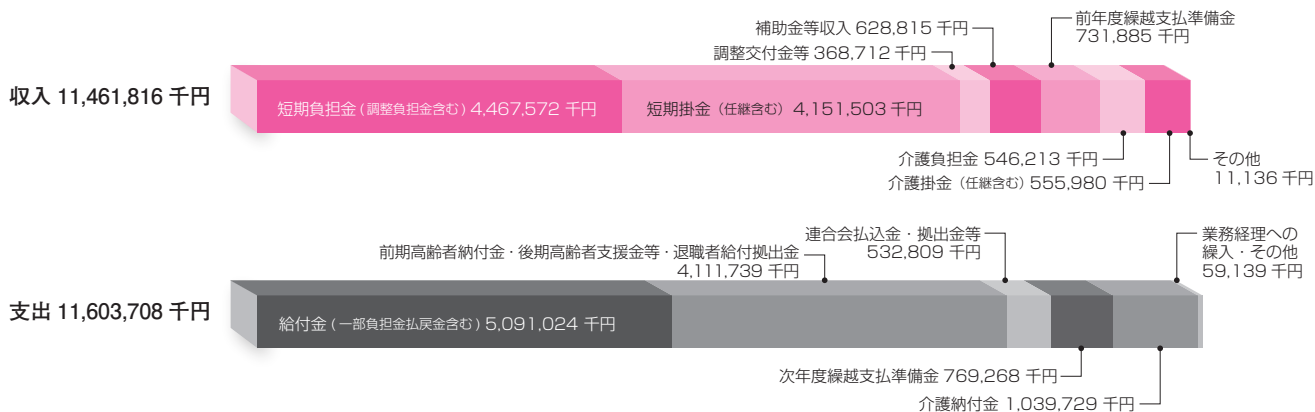 補助金等収入 628,815 千円
前年度繰越支払準備金
731,885 千円
調整交付金等 368,712 千円
収入 11,461,816 千円
短期負担金 ( 調整負担金含む ) 4,467,572 千円
短期掛金 (任継含む) 4,151,503 千円
介護負担金 546,213 千円
介護掛金 (任継含む) 555,980 千円
その他
11,136 千円
前期高齢者納付金・後期高齢者支援金等・退職者給付拠出金
4,111,739 千円
連合会払込金・拠出金等
532,809 千円
業務経理への
繰入・その他
59,139 千円
支出 11,603,708 千円
給付金 ( 一部負担金払戻金含む ) 5,091,024 千円
次年度繰越支払準備金 769,268 千円
介護納付金 1,039,729 千円